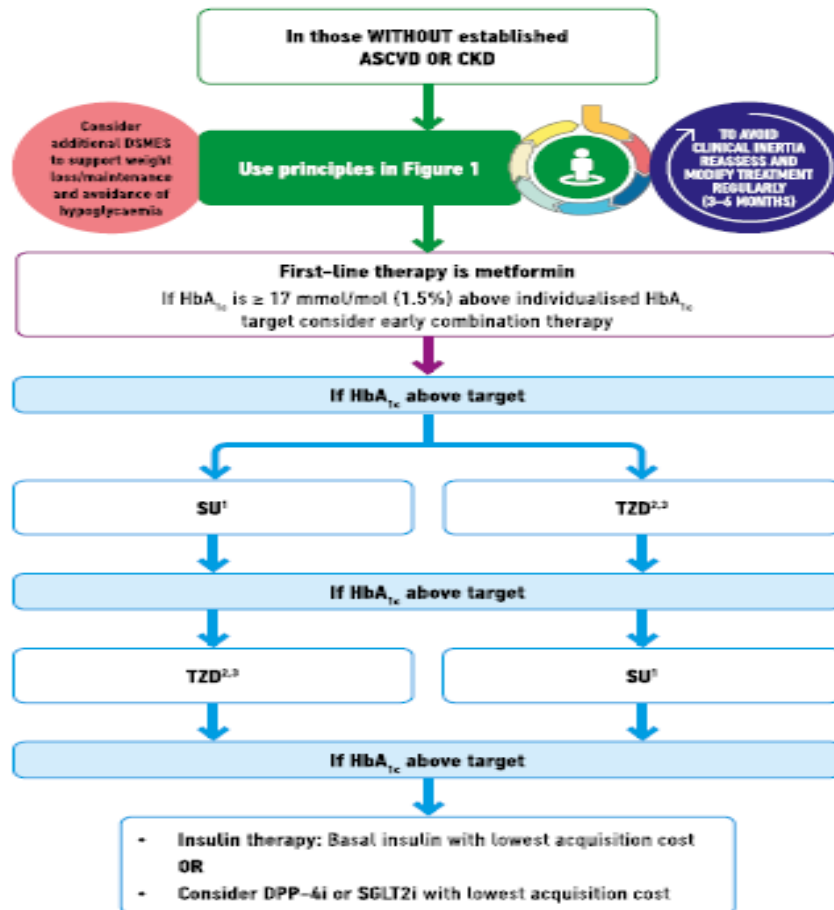 In those WITHOUT established
ASCVD OR CKD
Consider
additional DSMES
to support weight
loss/maintenance
and avoidance of
hypoglycaemia
Use principles in Figure 1
TO AVOID
CLINICAL INERTIA
REASSESS AND
MODIFY TREATMENT
REGULARLY
(3–6 MONTHS)
First-line therapy is metformin
If HbA1c is ≥ 17 mmol/mol (1.5%) above individualised HbA1c
target consider early combination therapy
If HbA1c above target
SU¹
TZD²,³
If HbA1c above target
TZD²,³
SU¹
If HbA1c above target
• Insulin therapy: Basal insulin with lowest acquisition cost
OR
• Consider DPP-4i or SGLT2i with lowest acquisition cost